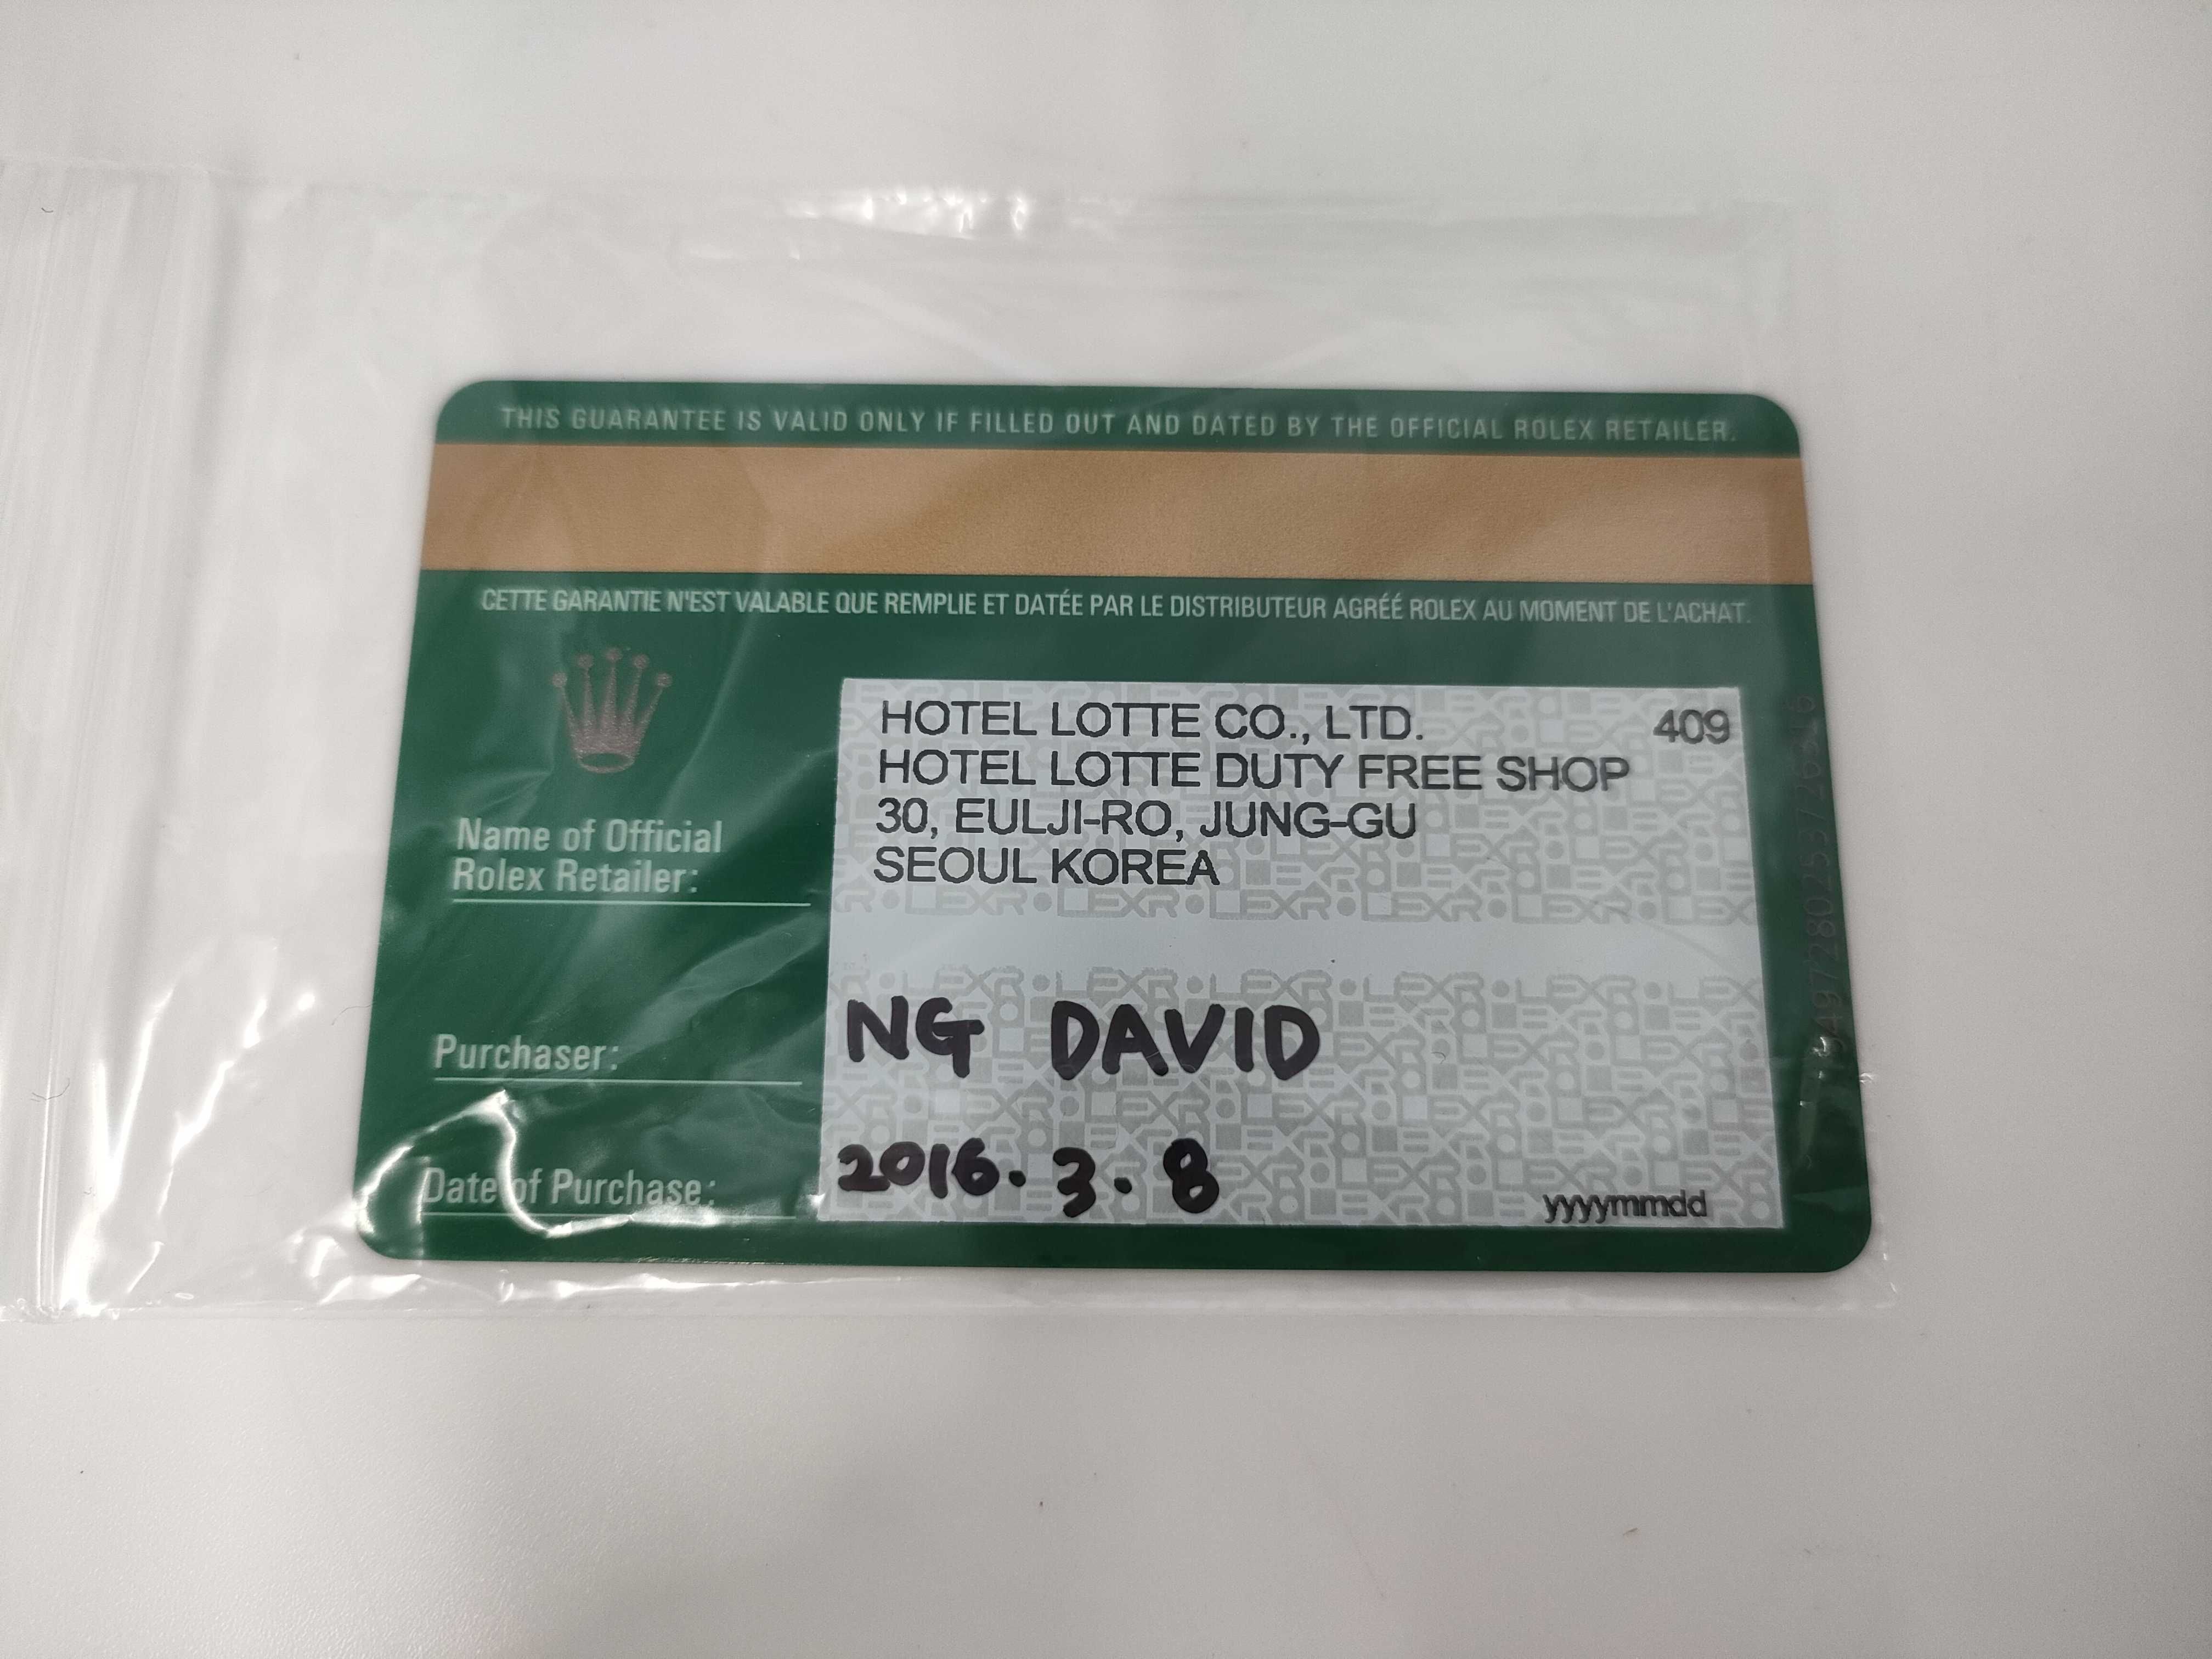 THIS GUARANTEE IS VALID ONLY IF FILLED OUT AND DATED BY THE OFFICIAL ROLEX RETAILER.
CETTE GARANTIE N'EST VALABLE QUE REMPLIE ET DATÉE PAR LE DISTRIBUTEUR AGRÉÉ ROLEX AU MOMENT DE L'ACHAT.
HOTEL LOTTE CO., LTD. 409
HOTEL LOTTE DUTY FREE SHOP
30, EULJI-RO, JUNG-GU
SEOUL KOREA
Name of Official
Rolex Retailer:
Purchaser: NG DAVID
Date of Purchase: 2016.3.8
yyyymmdd